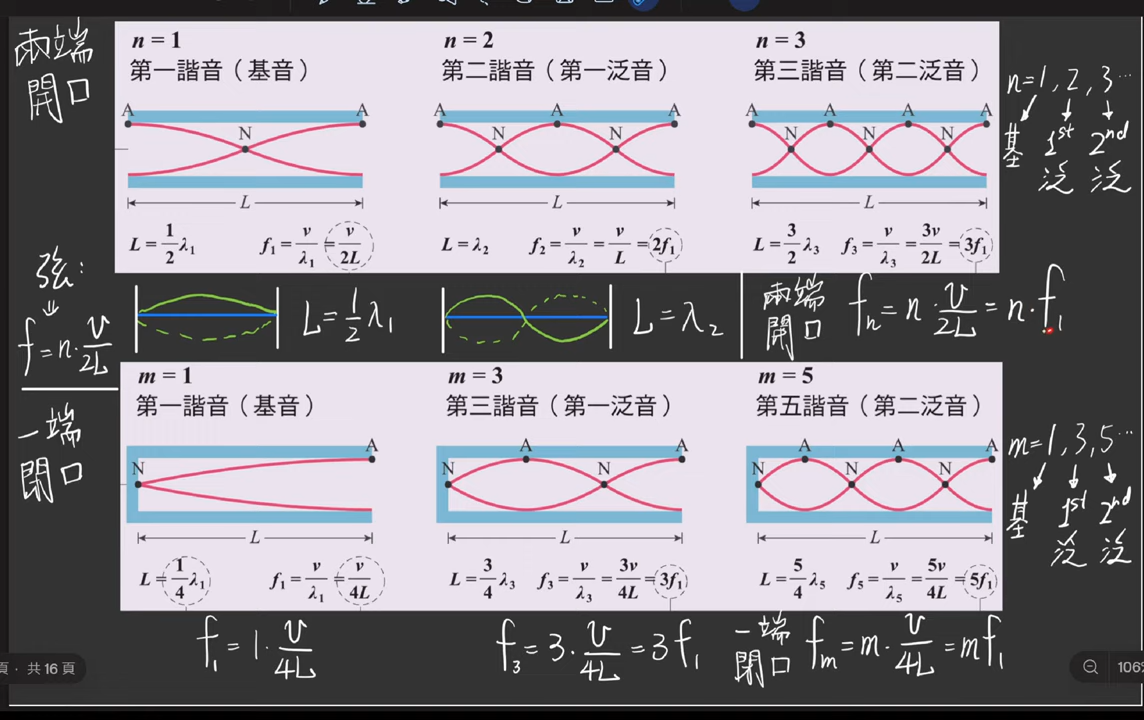 兩端
開口
n = 1
第一諧音（基音）
A A
N
L
L = 1/2 λ₁ f₁ = v/λ₁ = v/2L
n = 2
第二諧音（第一泛音）
A A A
N N
L
L = λ₂ f₂ = v/λ₂ = v/L = 2f₁
n = 3
第三諧音（第二泛音）
A A A A
N N N
L
L = 3/2 λ₃ f₃ = v/λ₃ = 3v/2L = 3f₁
n=1, 2, 3…
基 1st 2nd
泛 泛
弦:
f=n·v/2L
L=1/2 λ₁
L=λ₂
兩端
開口
fn=n·v/2L=n·f₁
一端
閉口
m = 1
第一諧音（基音）
A
N
L
L = 1/4 λ₁ f₁ = v/λ₁ = v/4L
m = 3
第三諧音（第一泛音）
A A
N N
L
L = 3/4 λ₃ f₃ = v/λ₃ = 3v/4L = 3f₁
m = 5
第五諧音（第二泛音）
A A A
N N N
L
L = 5/4 λ₅ f₅ = v/λ₅ = 5v/4L = 5f₁
m=1, 3, 5…
基 1st 2nd
泛 泛
f₁=1·v/4L
f₃=3·v/4L=3f₁
一端
閉口
fm=m·v/4L=mf₁
頁· 共 16 頁
106%